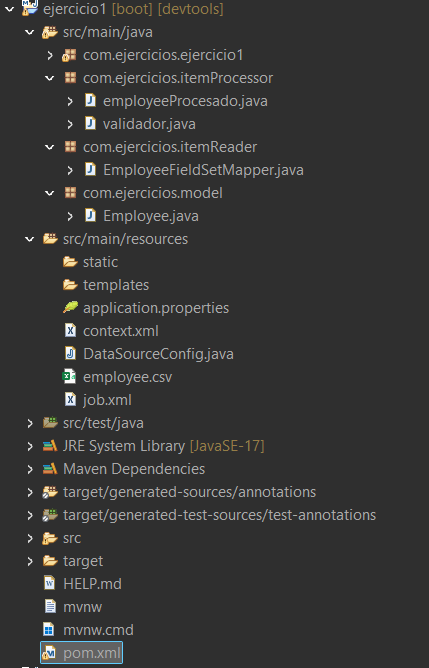 ejercicio1 [boot] [devtools]
src/main/java
com.ejercicios.ejercicio1
com.ejercicios.itemProcessor
employeeProcesado.java
validador.java
com.ejercicios.itemReader
EmployeeFieldSetMapper.java
com.ejercicios.model
Employee.java
src/main/resources
static
templates
application.properties
context.xml
DataSourceConfig.java
employee.csv
job.xml
src/test/java
JRE System Library [JavaSE-17]
Maven Dependencies
target/generated-sources/annotations
target/generated-test-sources/test-annotations
src
target
HELP.md
mvnw
mvnw.cmd
pom.xml